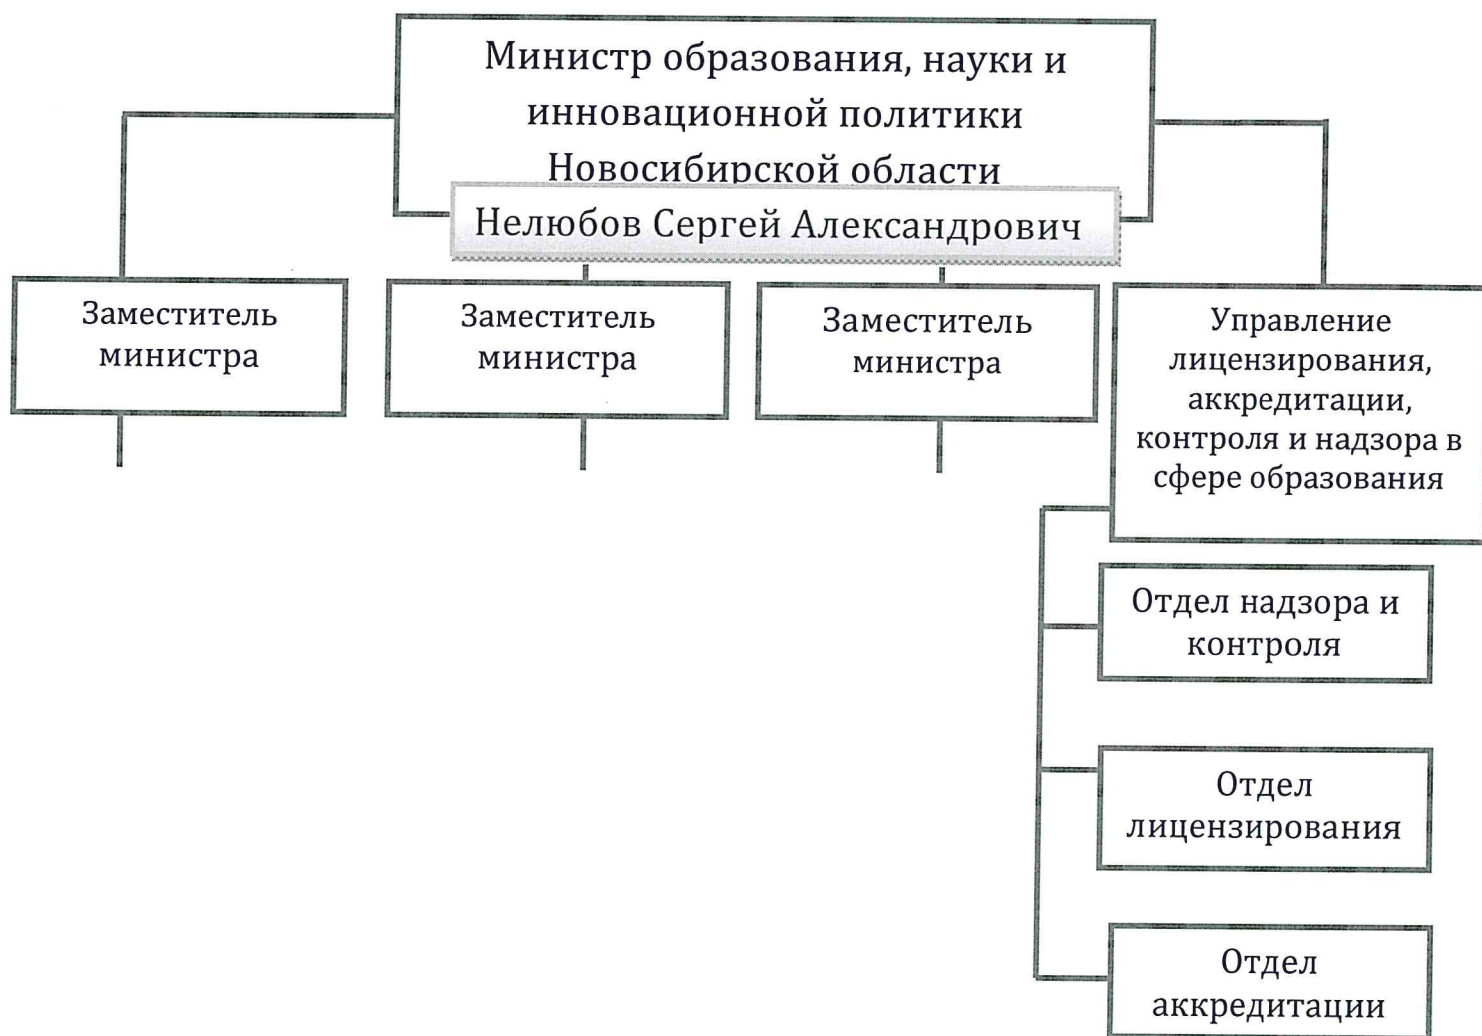 Министр образования, науки и
инновационной политики
Новосибирской области
Нелюбов Сергей Александрович
Заместитель
министра
Заместитель
министра
Заместитель
министра
Управление
лицензирования,
аккредитации,
контроля и надзора в
сфере образования
Отдел надзора и
контроля
Отдел
лицензирования
Отдел
аккредитации